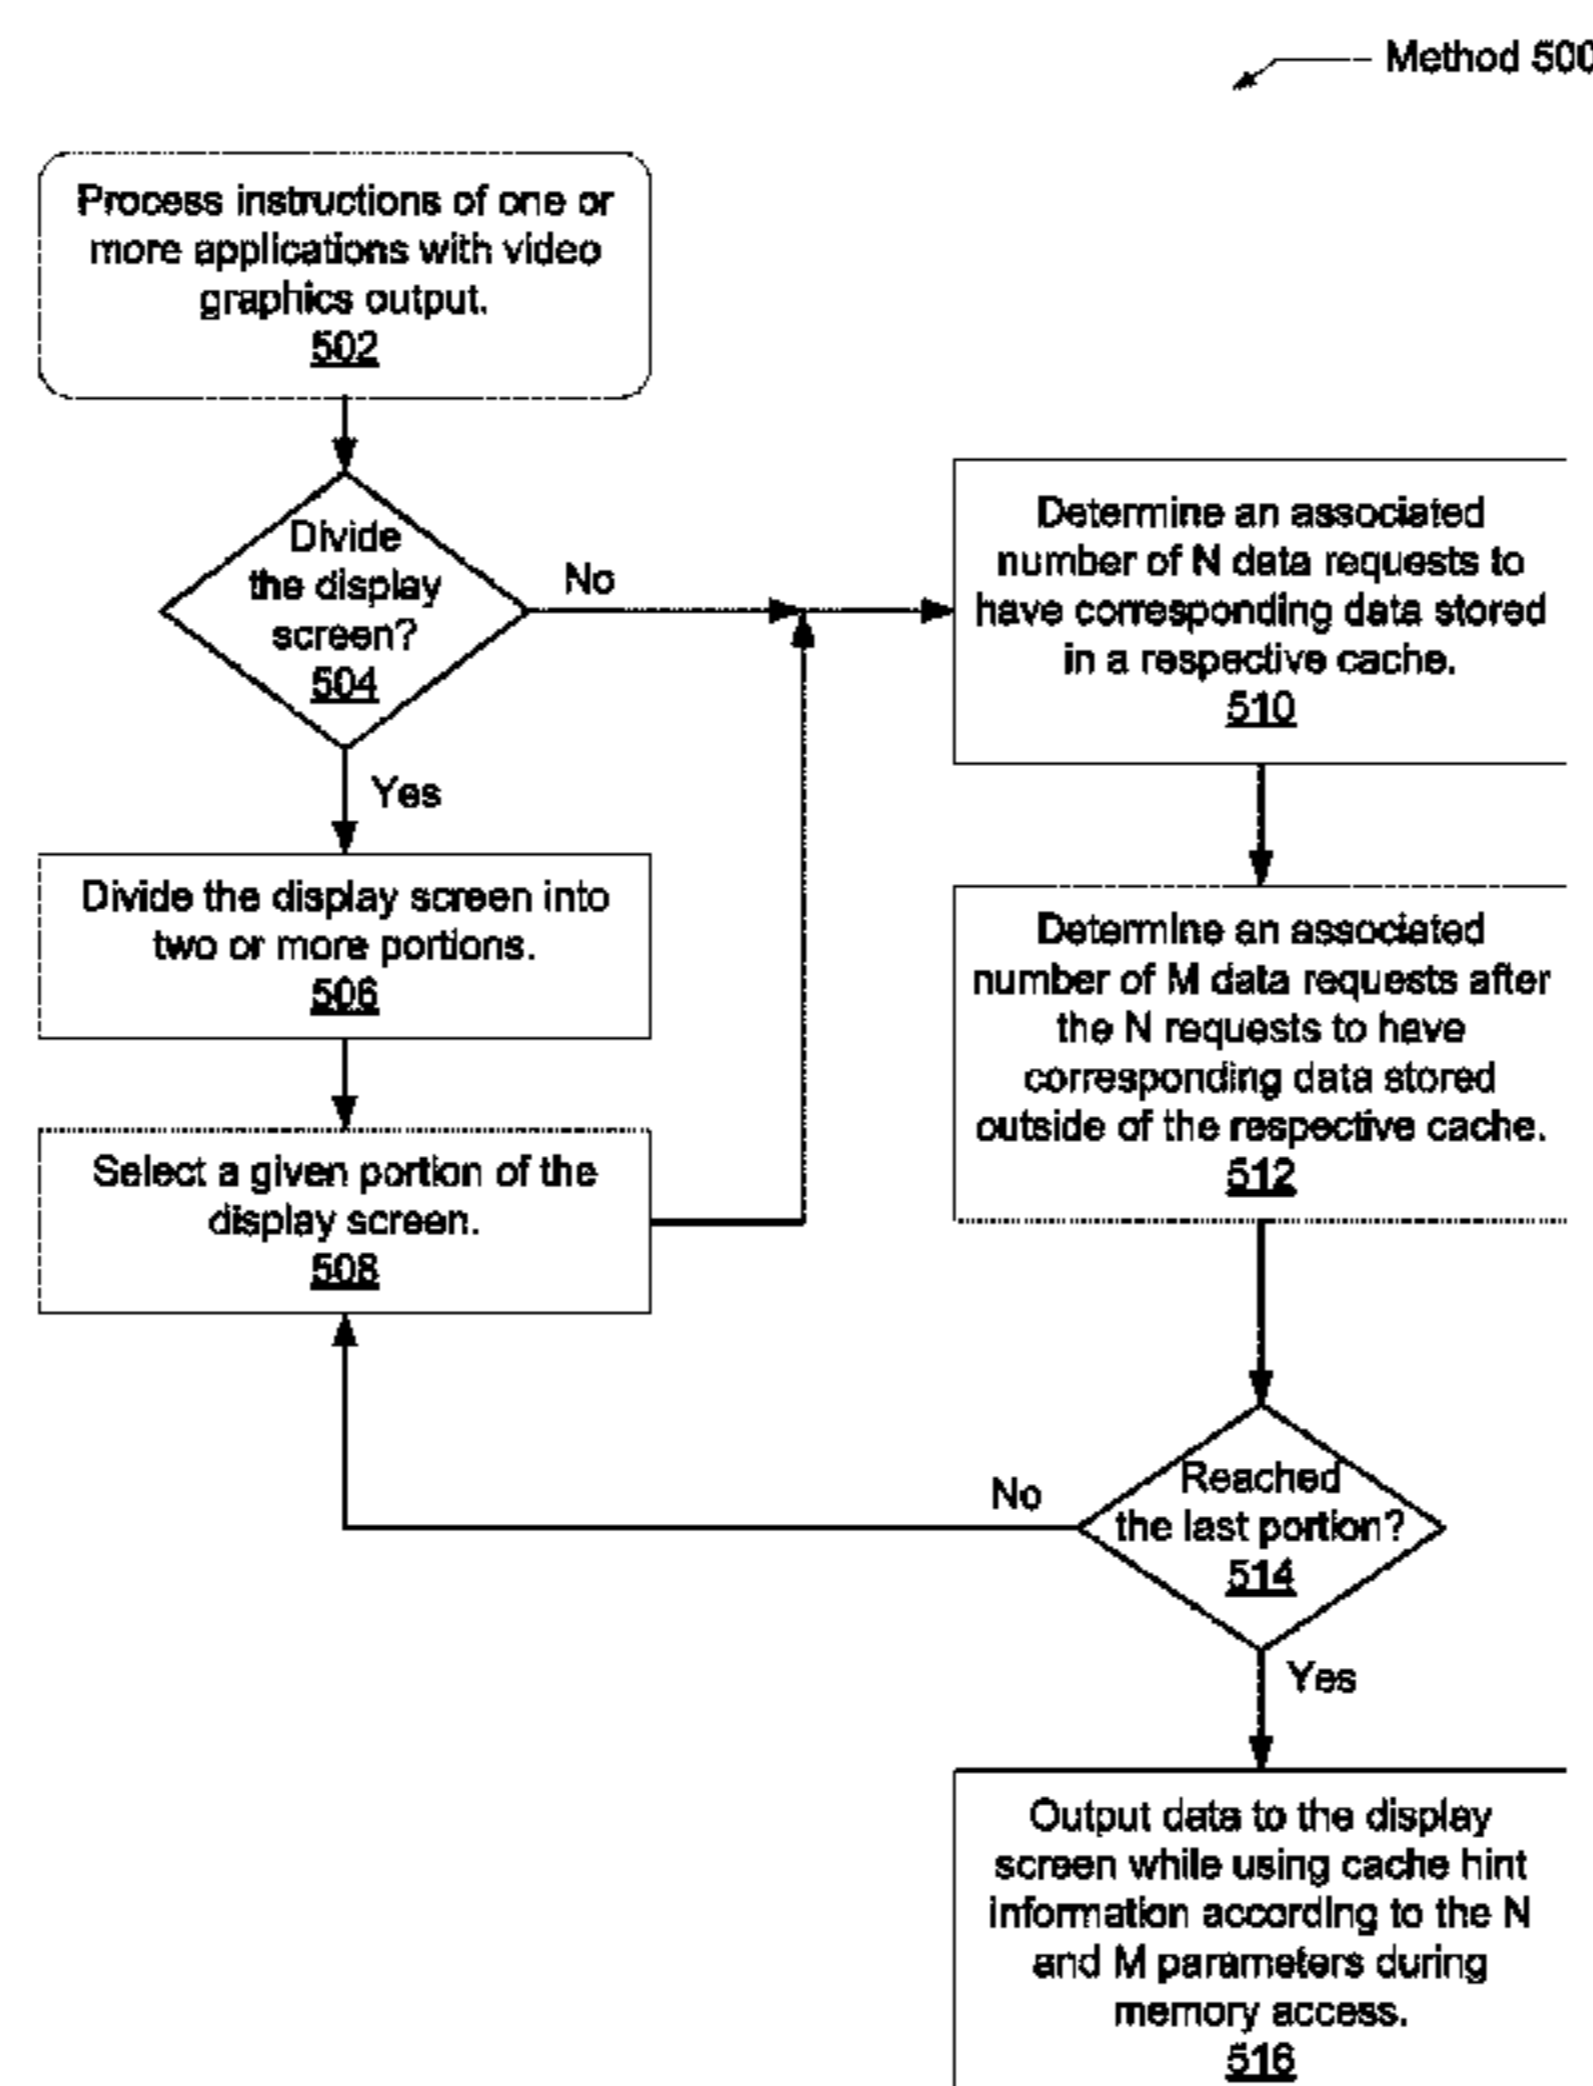 Method 500
Process instructions of one or
more applications with video
graphics output.
502
Divide
the display
screen?
504
No
Yes
Divide the display screen into
two or more portions.
506
Select a given portion of the
display screen.
508
Determine an associated
number of N data requests to
have corresponding data stored
in a respective cache.
510
Determine an associated
number of M data requests after
the N requests to have
corresponding data stored
outside of the respective cache.
512
Reached
the last portion?
514
No
Yes
Output data to the display
screen while using cache hint
information according to the N
and M parameters during
memory access.
516